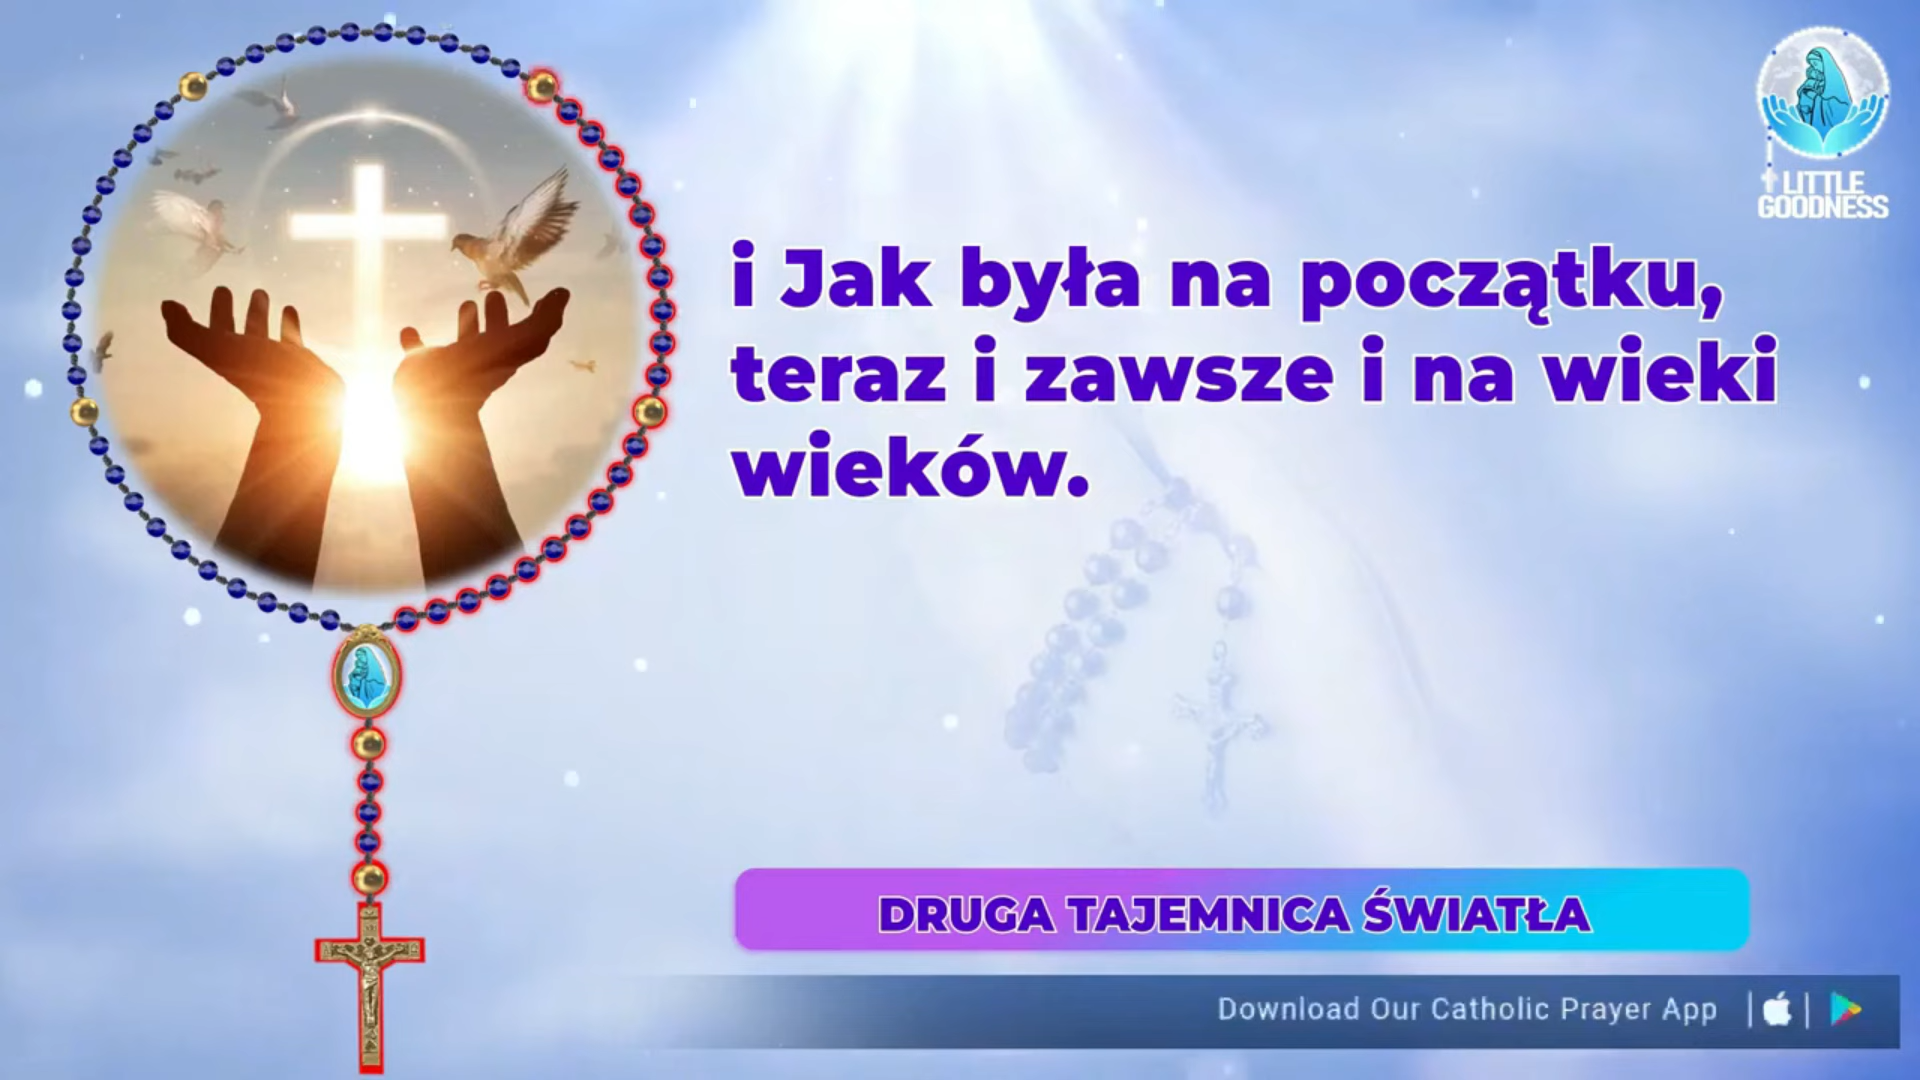 LITTLE
GOODNESS
i Jak była na początku,
teraz i zawsze i na wieki
wieków.
DRUGA TAJEMNICA ŚWIATŁA
Download Our Catholic Prayer App